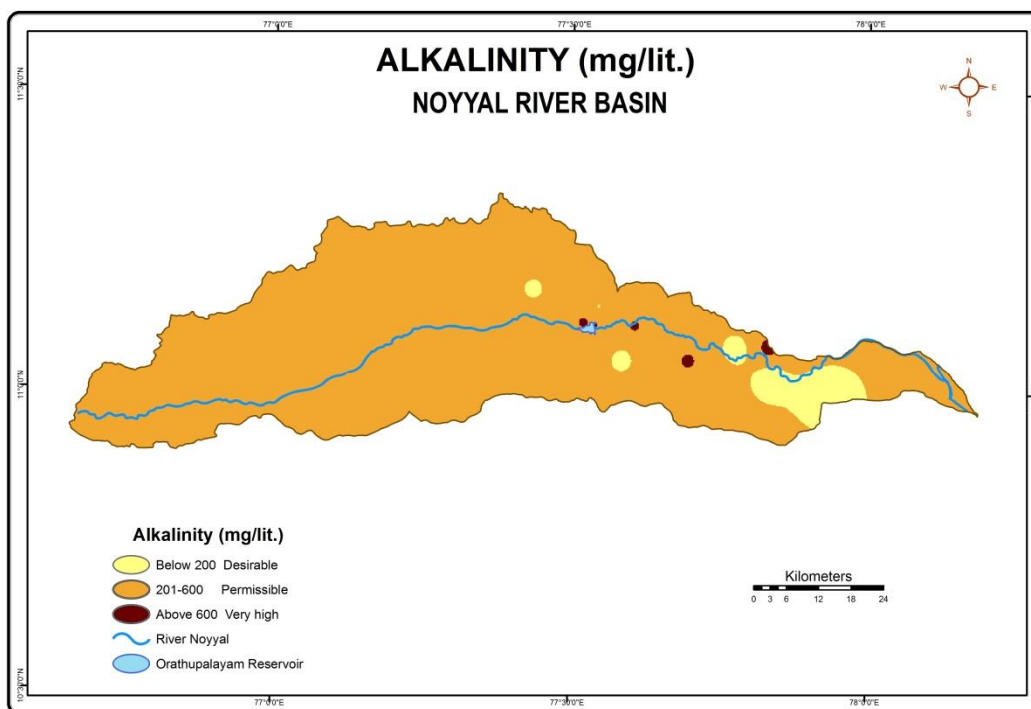 77°0'0"E 77°30'0"E 78°0'0"E
ALKALINITY (mg/lit.)
NOYYAL RIVER BASIN
N
W E
S
11°30'0"N
11°0'0"N
Alkalinity (mg/lit.)
Below 200 Desirable
201-600 Permissible
Above 600 Very high
River Noyyal
Orathupalayam Reservoir
Kilometers
0 3 6 12 18 24
10°30'0"N
77°0'0"E 77°30'0"E 78°0'0"E